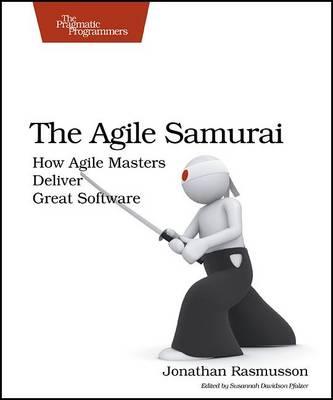 The
Pragmatic
Programmers
The Agile Samurai
How Agile Masters
Deliver
Great Software
Jonathan Rasmusson
Edited by Susannah Davidson Pfalzer